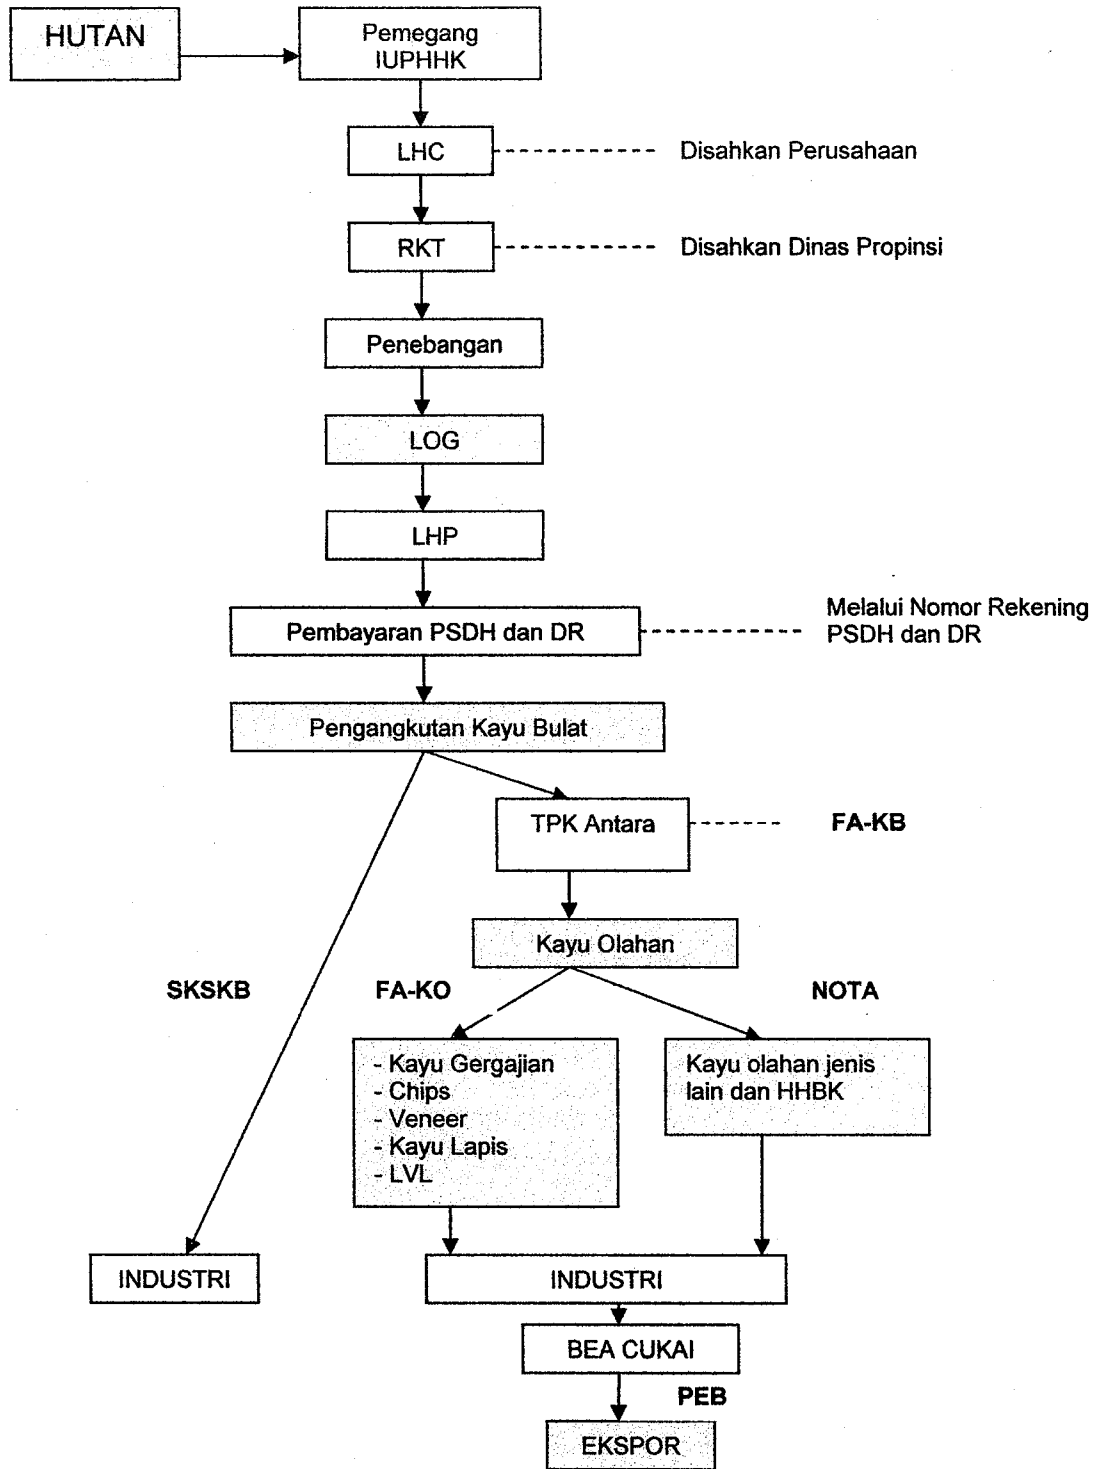 HUTAN
Pemegang
IUPHHK
LHC
Disahkan Perusahaan
RKT
Disahkan Dinas Propinsi
Penebangan
LOG
LHP
Pembayaran PSDH dan DR
Melalui Nomor Rekening
PSDH dan DR
Pengangkutan Kayu Bulat
TPK Antara
FA-KB
Kayu Olahan
SKSKB
FA-KO
NOTA
- Kayu Gergajian
- Chips
- Veneer
- Kayu Lapis
- LVL
Kayu olahan jenis
lain dan HHBK
INDUSTRI
INDUSTRI
BEA CUKAI
PEB
EKSPOR